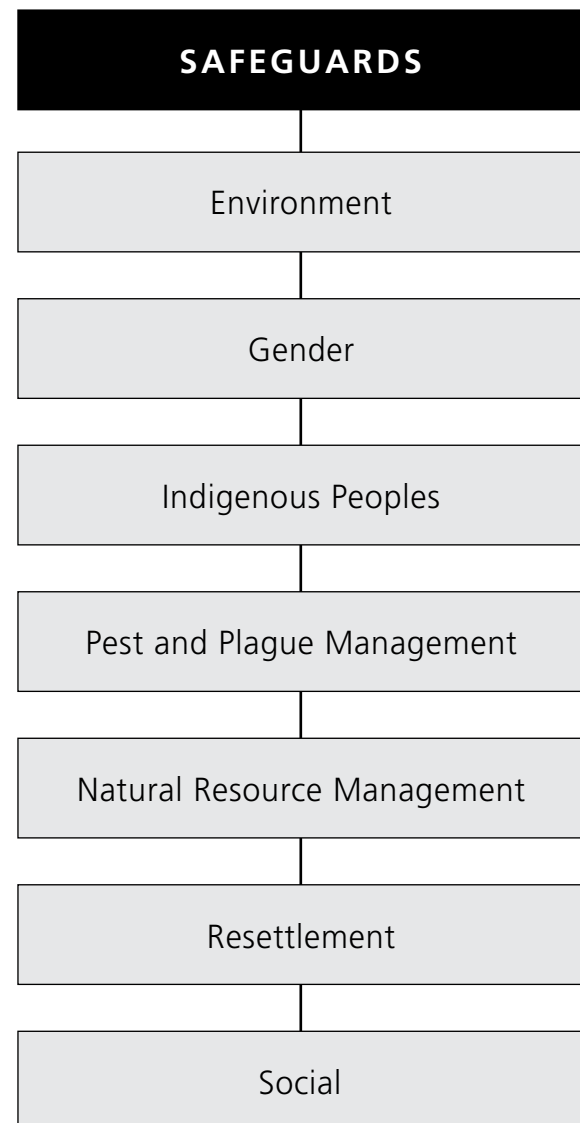 SAFEGUARDS
Environment
Gender
Indigenous Peoples
Pest and Plague Management
Natural Resource Management
Resettlement
Social